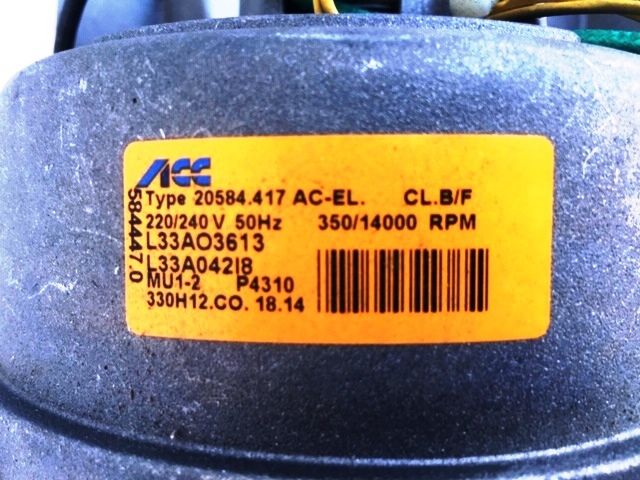 ACC
Type 20584.417 AC-EL. CL.B/F
220/240 V 50Hz 350/14000 RPM
L33AO3613
L33A042I8
MU1-2 P4310
330H12.CO. 18.14
584447.0